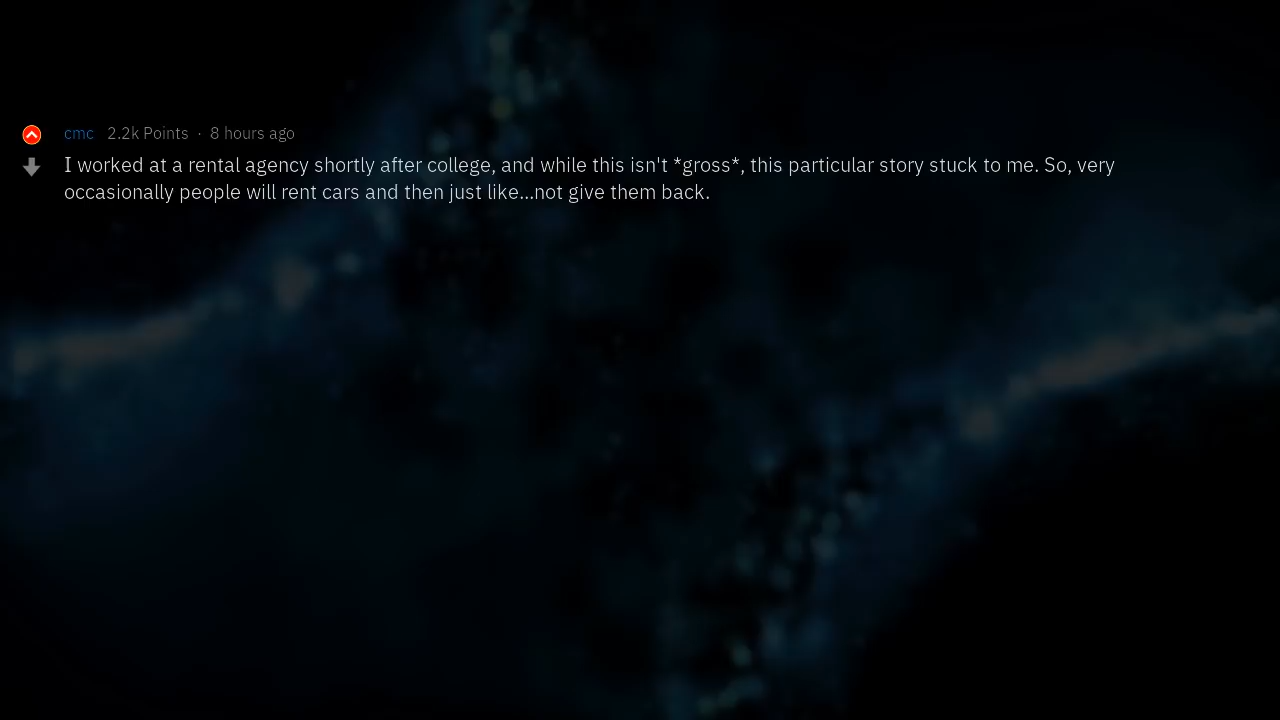 cmc 2.2k Points · 8 hours ago
I worked at a rental agency shortly after college, and while this isn't *gross*, this particular story stuck to me. So, very
occasionally people will rent cars and then just like...not give them back.